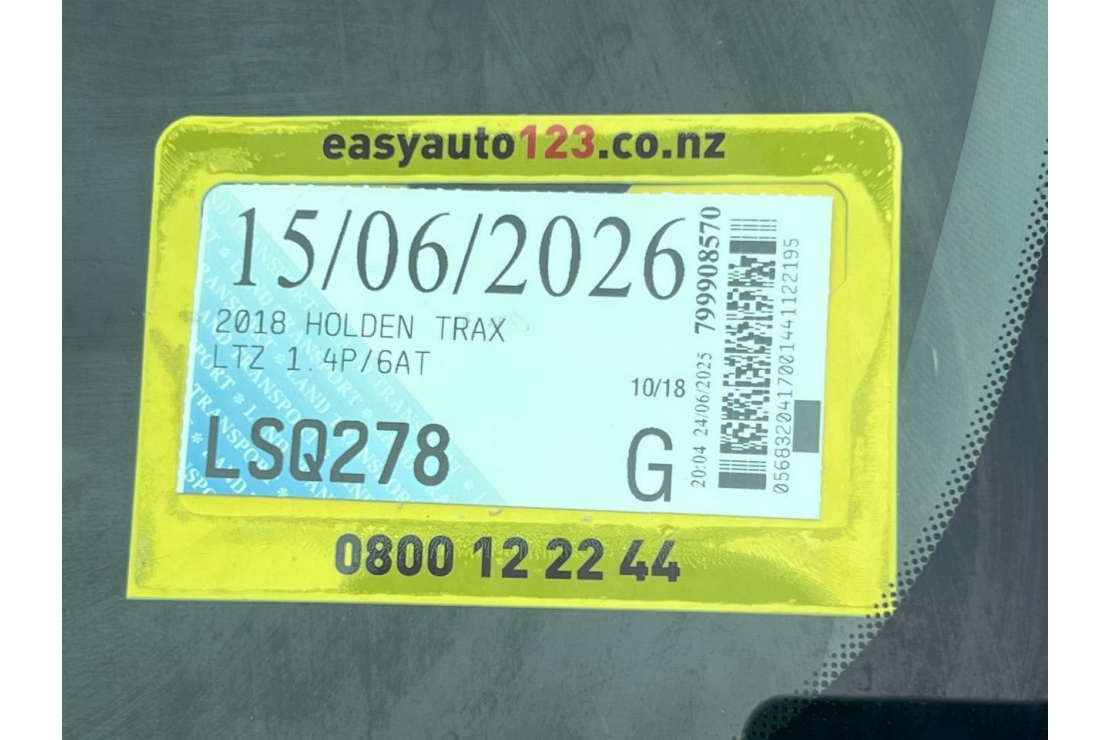 easyauto123.co.nz
15/06/2026
2018 HOLDEN TRAX
LTZ 1.4P/6AT
10/18
LSQ278
G
20:04 24/06/2025 799908570
0568320417001441122195
0800 12 22 44